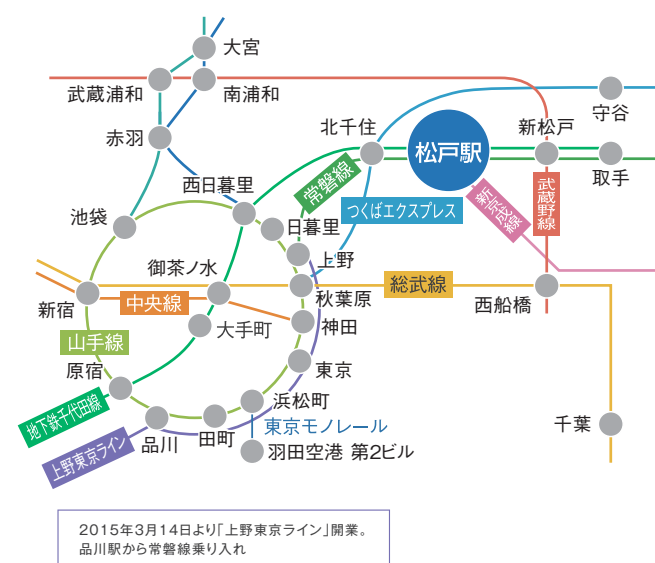 大宮
武蔵浦和
南浦和
守谷
赤羽
北千住
松戸駅
新松戸
取手
西日暮里
常磐線
つくばエクスプレス
新京成線
武蔵野線
池袋
日暮里
上野
御茶ノ水
新宿
中央線
秋葉原
総武線
西船橋
山手線
大手町
神田
原宿
東京
地下鉄千代田線
浜松町
千葉
上野東京ライン
品川
田町
東京モノレール
羽田空港 第2ビル
2015年3月14日より「上野東京ライン」開業。
品川駅から常磐線乗り入れ